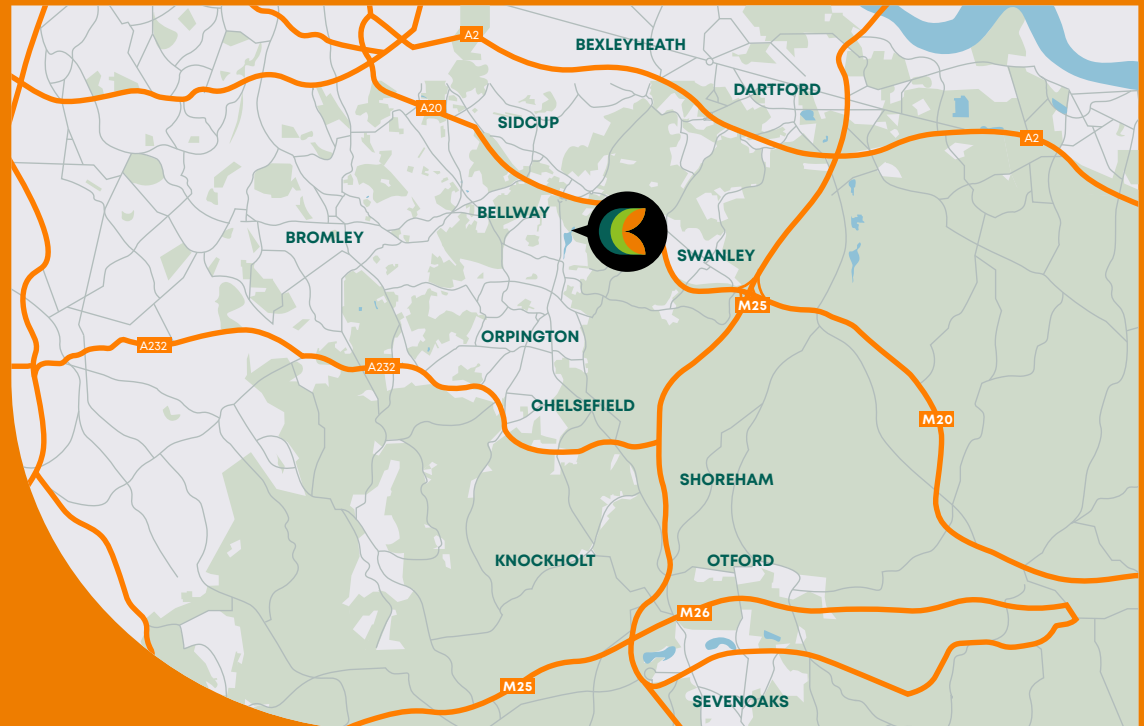 A2
BEXLEYHEATH
DARTFORD
A20
SIDCUP
A2
BELLWAY
BROMLEY
SWANLEY
M25
ORPINGTON
A232
A232
CHELSEFIELD
M20
SHOREHAM
KNOCKHOLT
OTFORD
M26
M25
SEVENOAKS